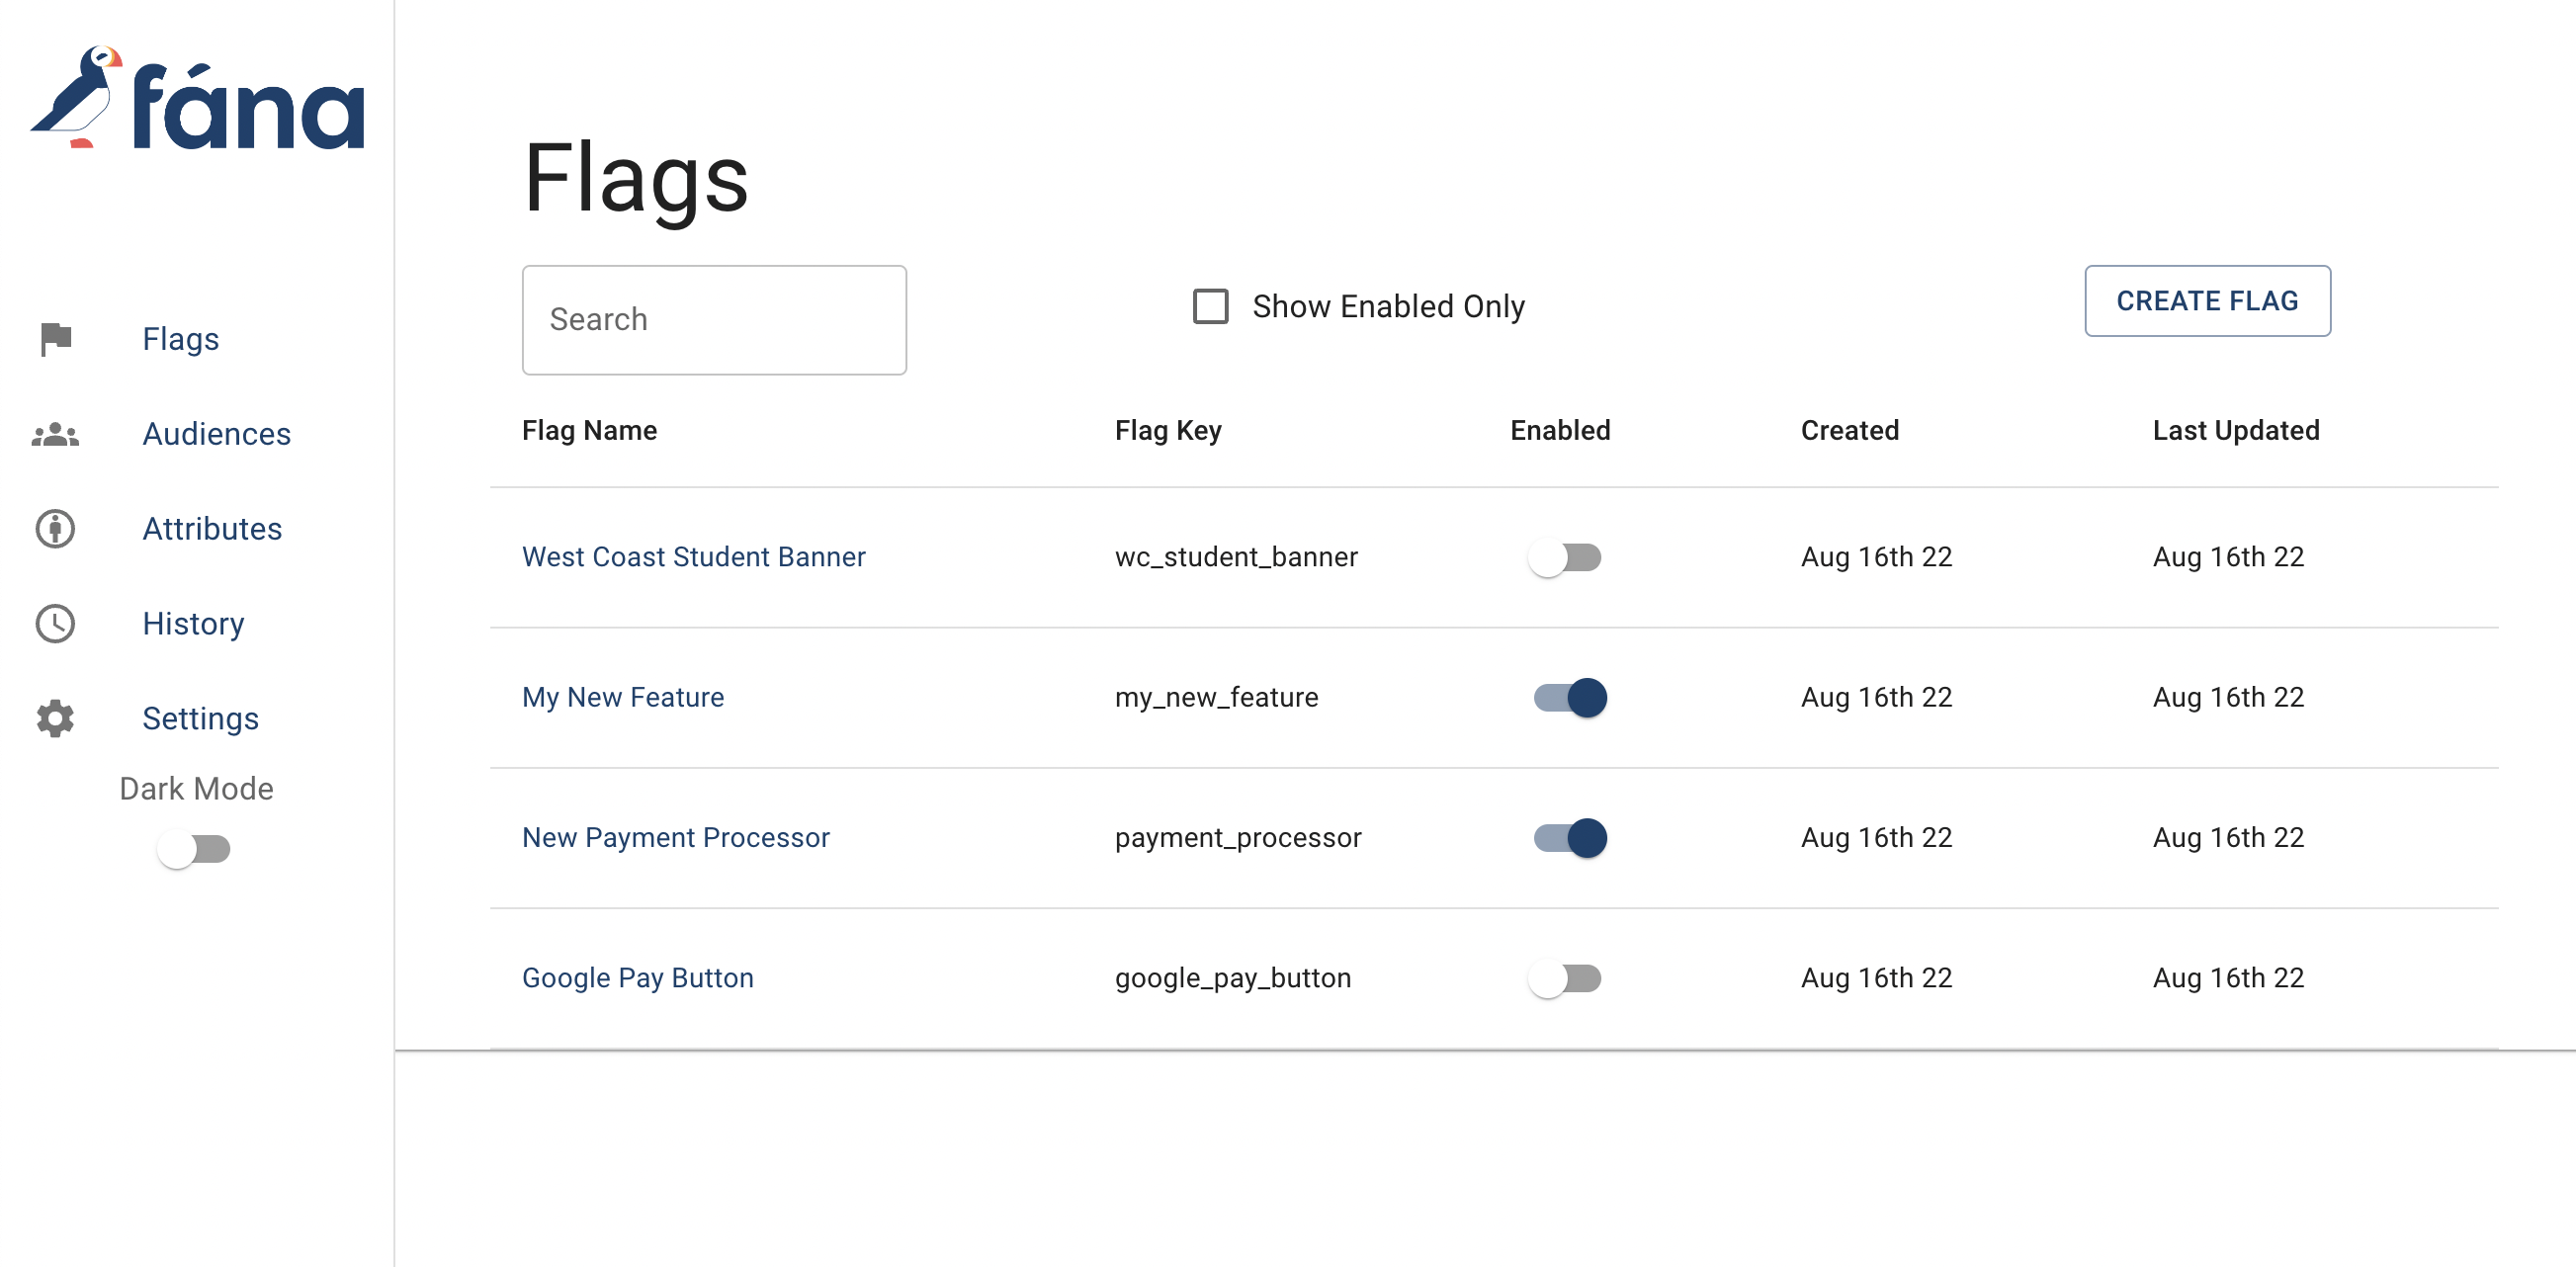 fána
Flags
Audiences
Attributes
History
Settings
Dark Mode
Flags
Search
Show Enabled Only
CREATE FLAG
Flag Name Flag Key Enabled Created Last Updated
West Coast Student Banner wc_student_banner Aug 16th 22 Aug 16th 22
My New Feature my_new_feature Aug 16th 22 Aug 16th 22
New Payment Processor payment_processor Aug 16th 22 Aug 16th 22
Google Pay Button google_pay_button Aug 16th 22 Aug 16th 22